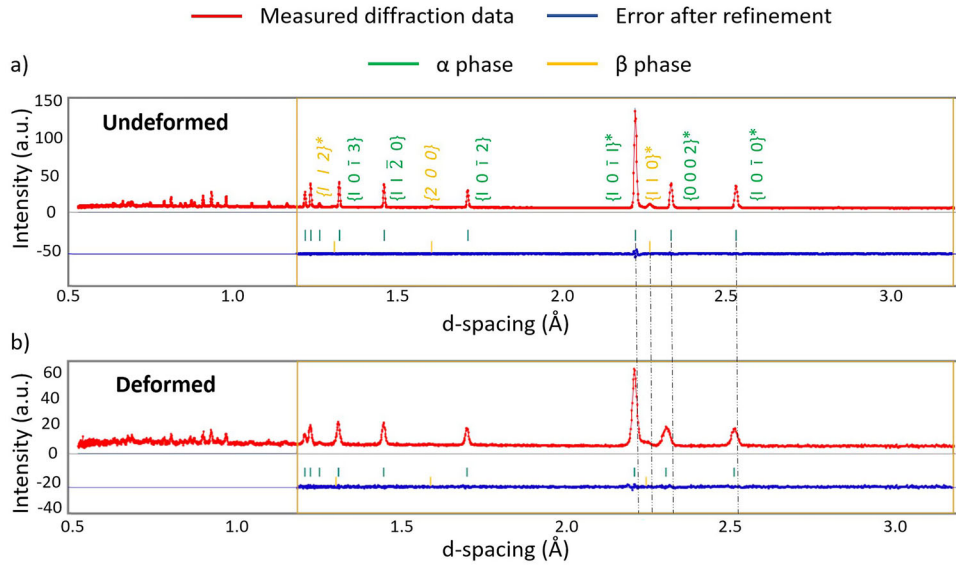 Measured diffraction data
Error after refinement
α phase
β phase
a)
Intensity (a.u.)
150
100
50
0
-50
Undeformed
{1 1 2}*
{1 0 1̄ 3}
{1 1 2̄ 0}
{2 0 0}
{1 0 1̄ 2}
{1 0 1̄ 1}*
{1 1 0}*
{0 0 0 2}*
{1 0 1̄ 0}*
0.5 1.0 1.5 2.0 2.5 3.0
d-spacing (Å)
b)
Intensity (a.u.)
60
40
20
0
-20
-40
Deformed
0.5 1.0 1.5 2.0 2.5 3.0
d-spacing (Å)